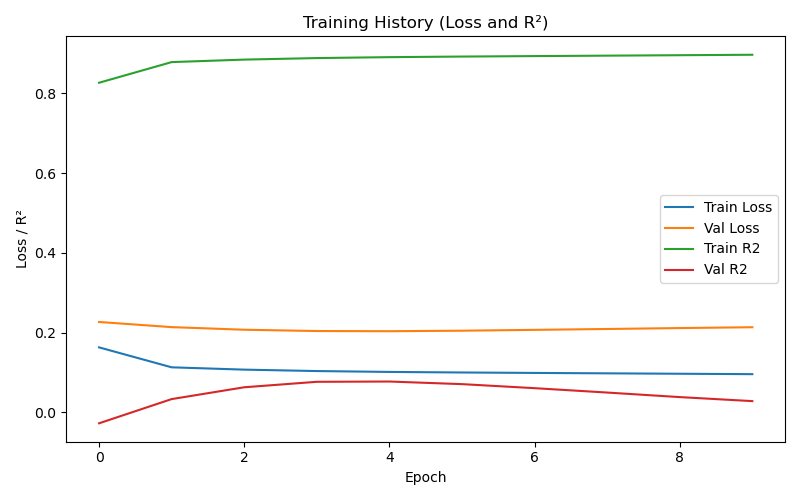 Training History (Loss and R²)
Loss / R²
0.8
0.6
0.4
0.2
0.0
Train Loss
Val Loss
Train R2
Val R2
0 2 4 6 8
Epoch